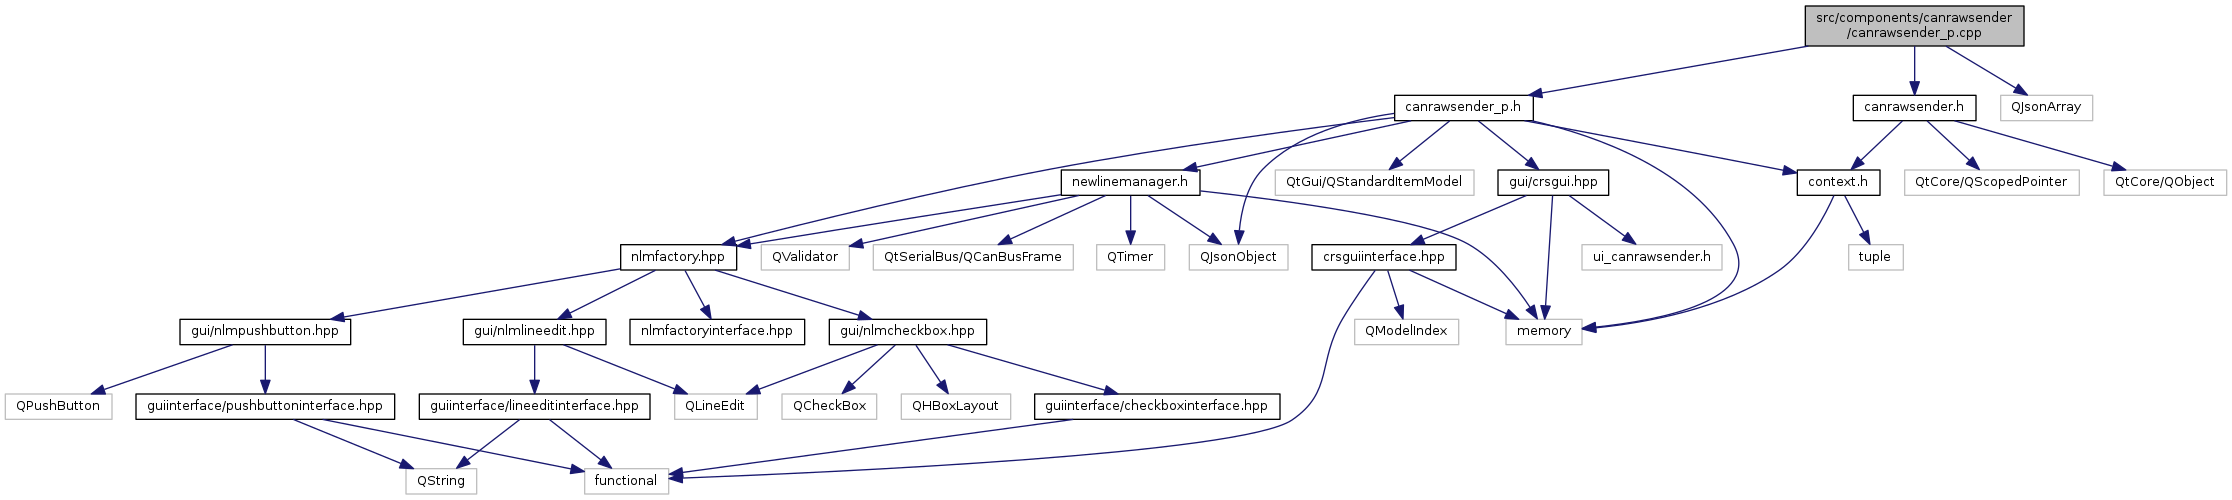 src/components/canrawsender
/canrawsender_p.cpp
canrawsender_p.h
canrawsender.h
QJsonArray
newlinemanager.h
QtGui/QStandardItemModel
gui/crsgui.hpp
context.h
QtCore/QScopedPointer
QtCore/QObject
nlmfactory.hpp
QValidator
QtSerialBus/QCanBusFrame
QTimer
QJsonObject
crsguiinterface.hpp
ui_canrawsender.h
tuple
gui/nlmpushbutton.hpp
gui/nlmlineedit.hpp
nlmfactoryinterface.hpp
gui/nlmcheckbox.hpp
QModelIndex
memory
QPushButton
guiinterface/pushbuttoninterface.hpp
guiinterface/lineeditinterface.hpp
QLineEdit
QCheckBox
QHBoxLayout
guiinterface/checkboxinterface.hpp
QString
functional